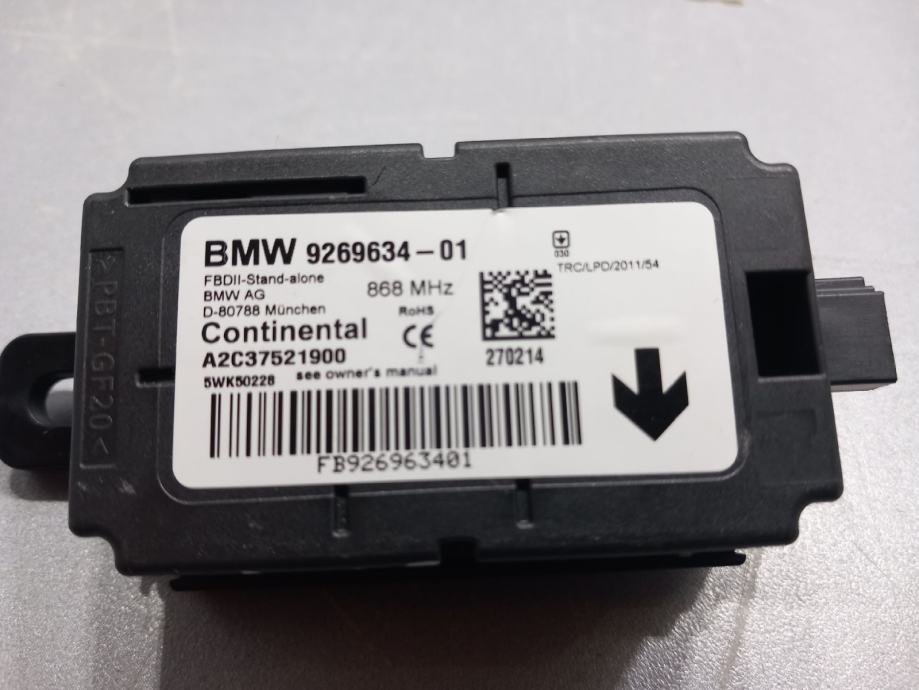 BMW 9269634-01
FBDII-Stand-alone
BMW AG
D-80788 München
868 MHz
Continental
RoHS
CE
A2C37521900
5WK50228 see owner's manual
030
TRC/LPD/2011/54
270214
FB926963401
>PBT-GF20<